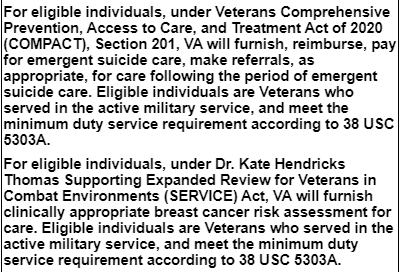 For eligible individuals, under Veterans Comprehensive
Prevention, Access to Care, and Treatment Act of 2020
(COMPACT), Section 201, VA will furnish, reimburse, pay
for emergent suicide care, make referrals, as
appropriate, for care following the period of emergent
suicide care. Eligible individuals are Veterans who
served in the active military service, and meet the
minimum duty service requirement according to 38 USC
5303A.
For eligible individuals, under Dr. Kate Hendricks
Thomas Supporting Expanded Review for Veterans in
Combat Environments (SERVICE) Act, VA will furnish
clinically appropriate breast cancer risk assessment for
care. Eligible individuals are Veterans who served in the
active military service, and meet the minimum duty
service requirement according to 38 USC 5303A.